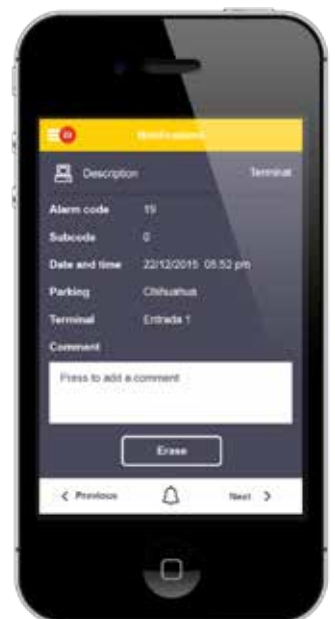 Notifications
Description Terminal
Alarm code 19
Subcode 0
Date and time 22/12/2015 05:52 pm
Parking Chihuahua
Terminal Entrada 1
Comment
Press to add a comment
Erase
Previous Next